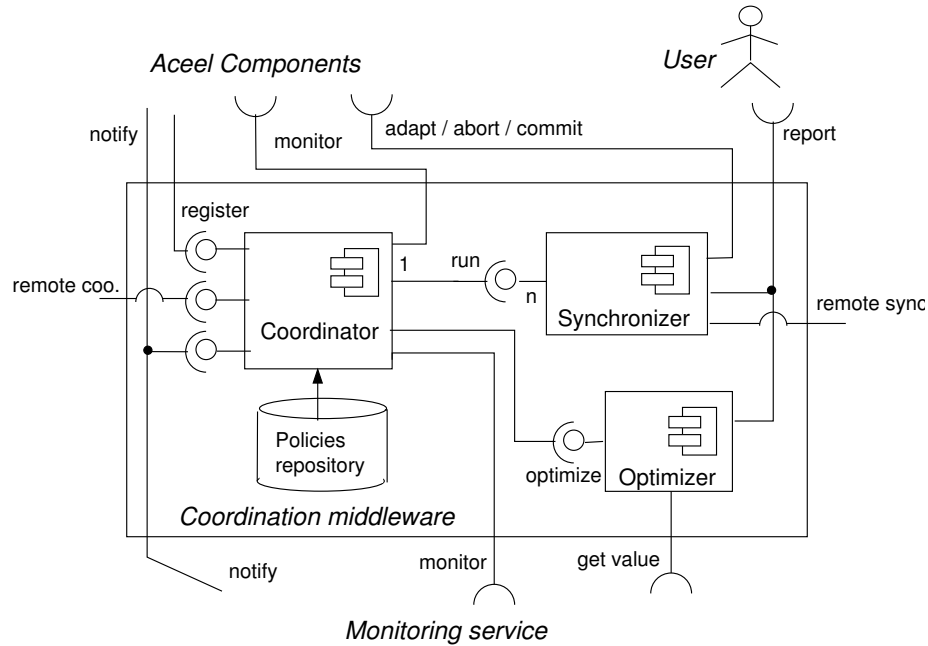 User
Aceel Components
notify
monitor
adapt / abort / commit
report
register
1
run
n
remote coo.
remote sync
Coordinator
Synchronizer
Policies
repository
optimize
Optimizer
Coordination middleware
notify
monitor
get value
Monitoring service